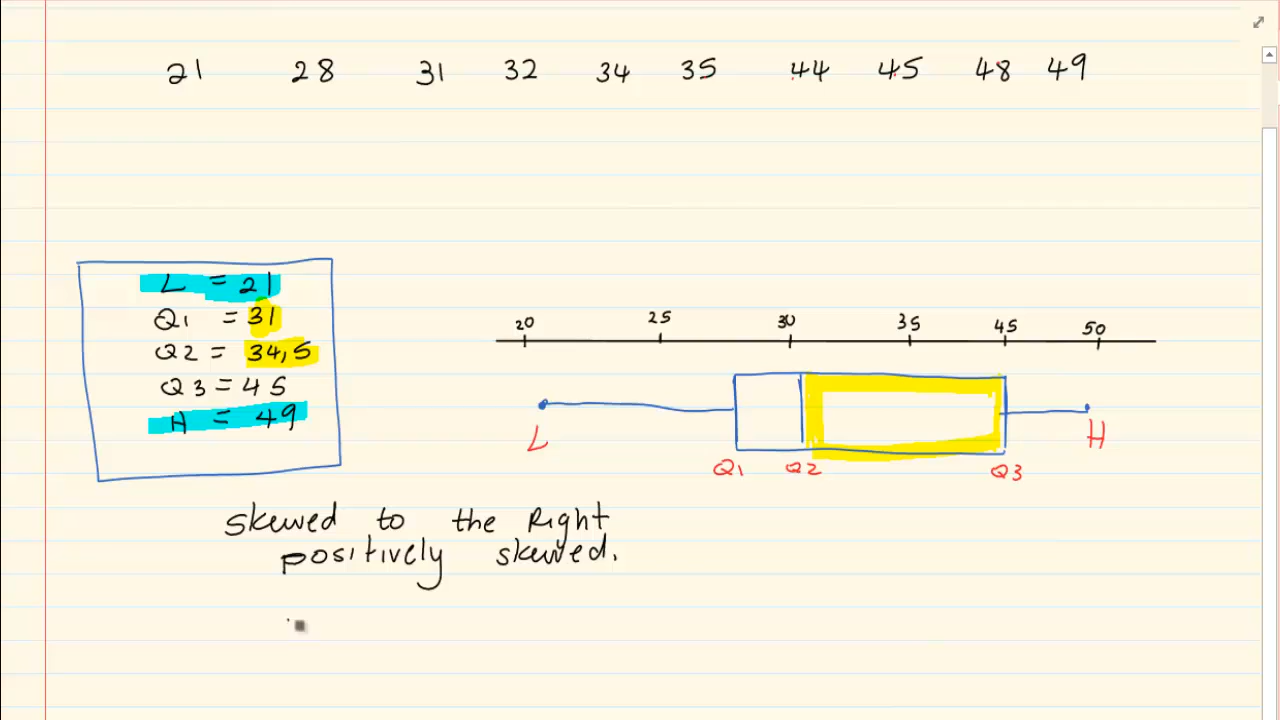 21 28 31 32 34 35 44 45 48 49
L = 21
Q1 = 31
Q2 = 34,5
Q3 = 45
H = 49
20 25 30 35 45 50
L H
Q1 Q2 Q3
Skewed to the Right
positively skewed.